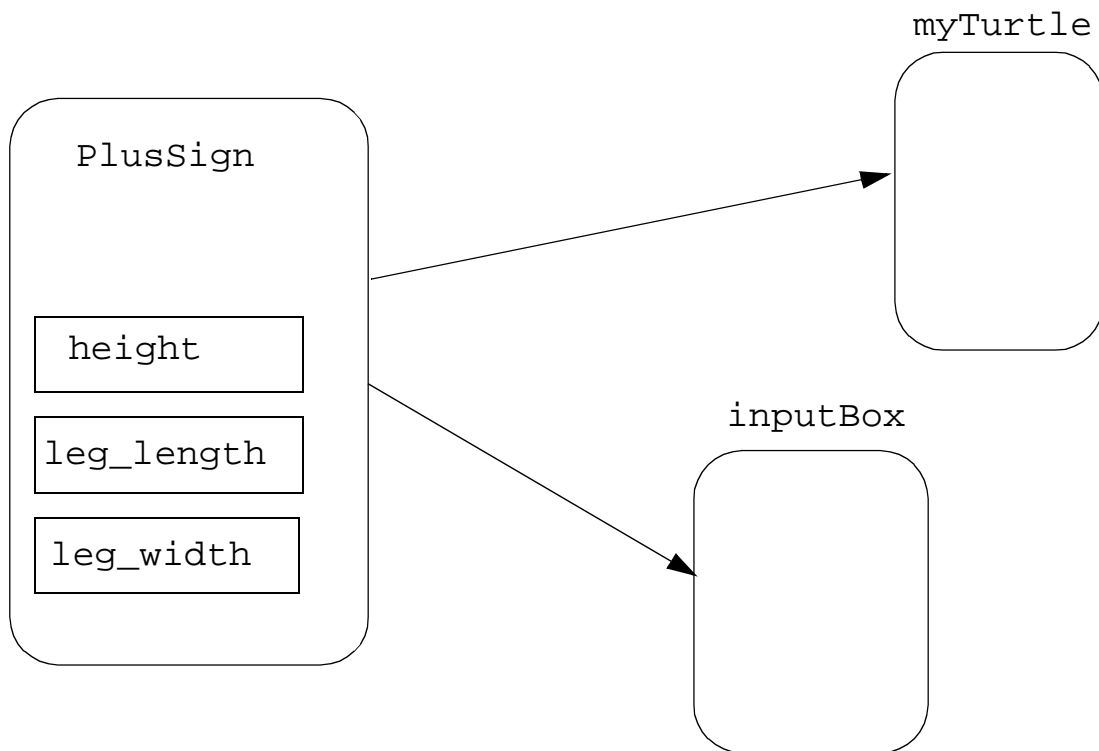 myTurtle
PlusSign
height
leg_length
leg_width
inputBox